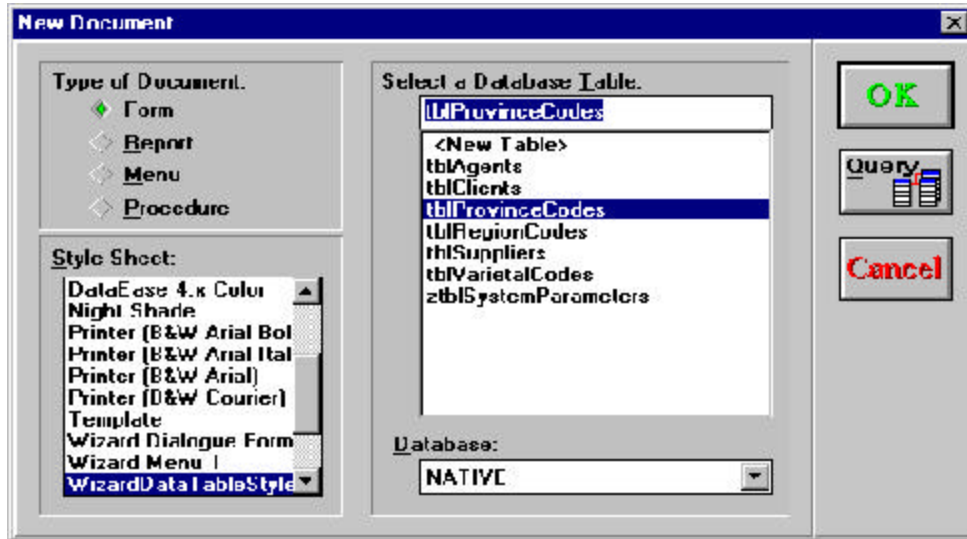 New Document
Type of Document.
Form
Report
Menu
Procedure
Style Sheet:
DataEase 4.x Color
Night Shade
Printer (B&W Arial Bol
Printer (B&W Arial Ital
Printer (B&W Arial)
Printer (B&W Courier)
Template
Wizard Dialogue Form
Wizard Menu 1
WizardDataTableStyle
Select a Database Table.
tblProvinceCodes
<New Table>
tblAgents
tblClients
tblProvinceCodes
tblRegionCodes
tblSuppliers
tblVarietalCodes
ztblSystemParameters
Database:
NATIVE
OK
Query
Cancel